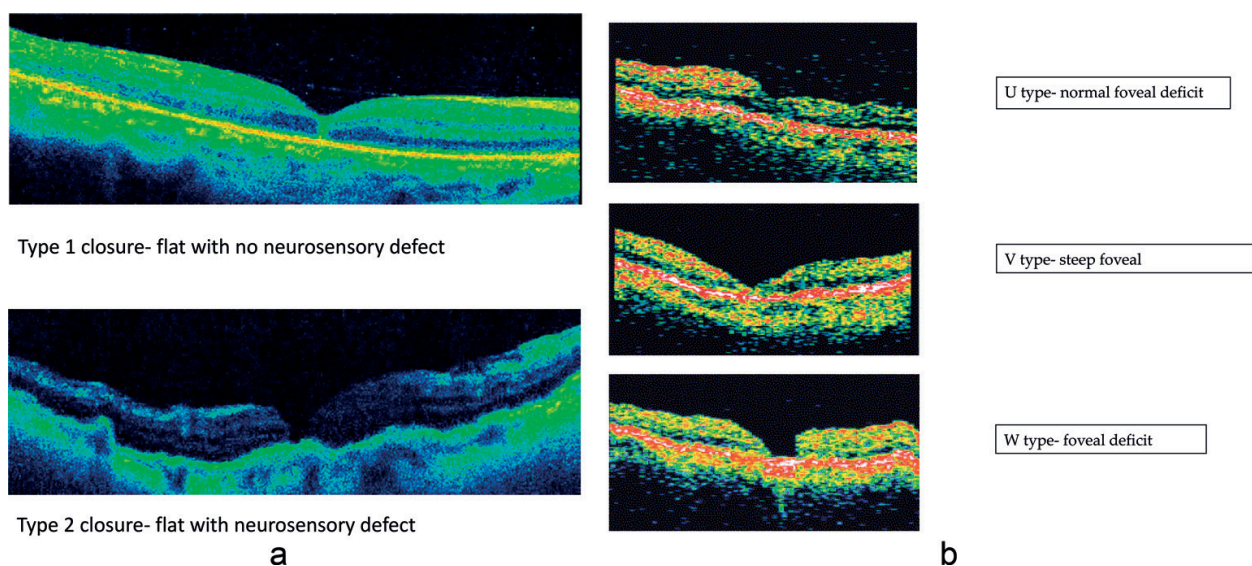 Type 1 closure- flat with no neurosensory defect
Type 2 closure- flat with neurosensory defect
a
U type- normal foveal deficit
V type- steep foveal
W type- foveal deficit
b